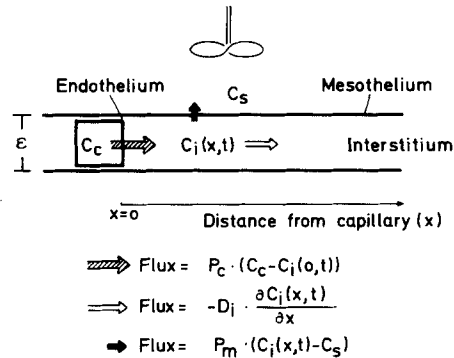 C_s
Endothelium
Mesothelium
ε
C_c
C_i(x,t)
Interstitium
x=0
Distance from capillary (x)
Flux = P_c · (C_c-C_i(o,t))
Flux = -D_i · ∂C_i(x,t)/∂x
Flux = P_m · (C_i(x,t)-C_s)